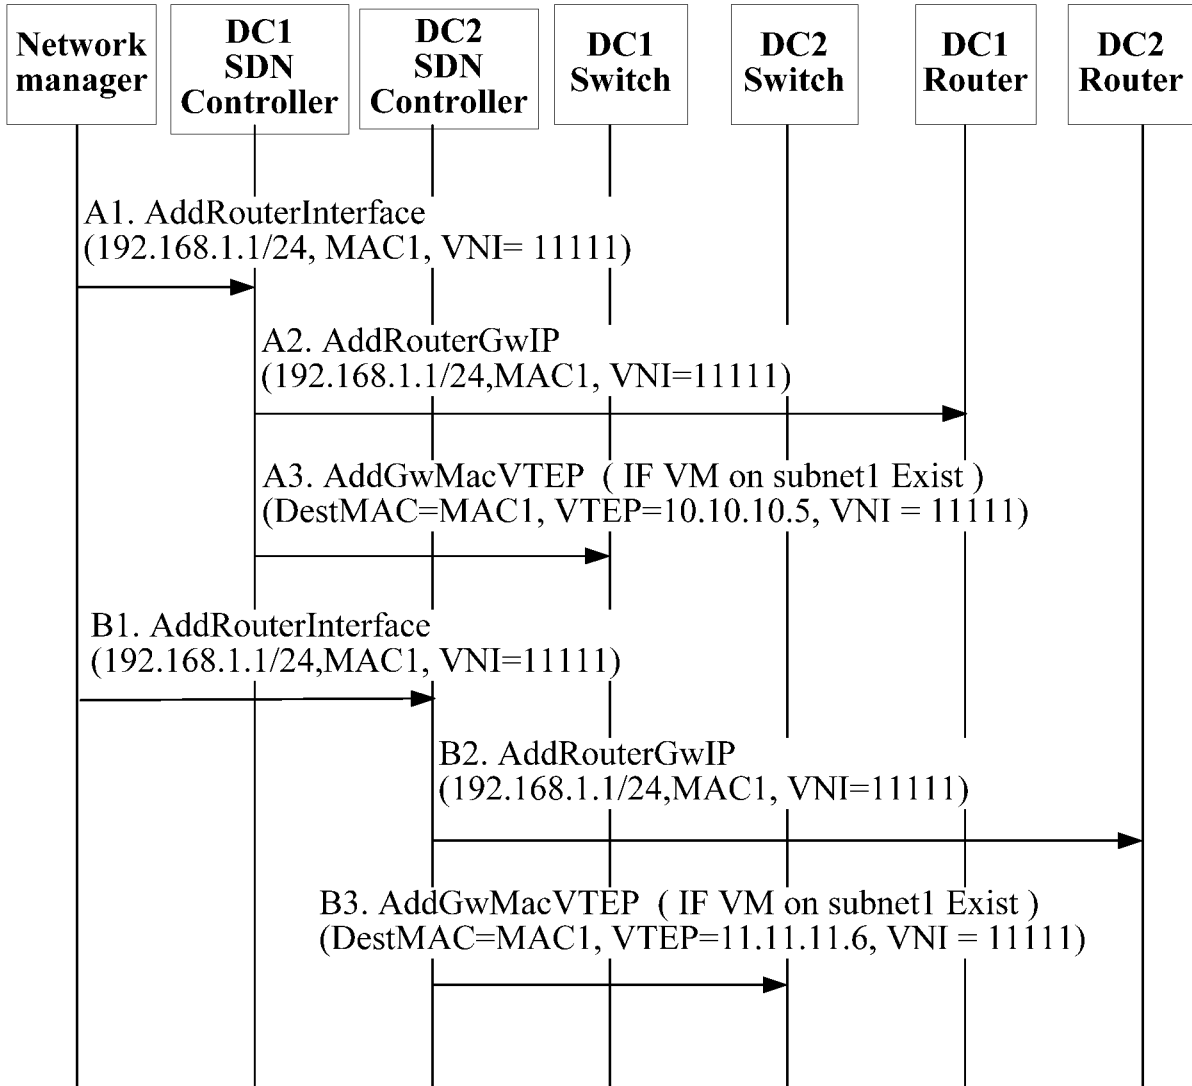 Network
manager
DC1
SDN
Controller
DC2
SDN
Controller
DC1
Switch
DC2
Switch
DC1
Router
DC2
Router
A1. AddRouterInterface
(192.168.1.1/24, MAC1, VNI= 11111)
A2. AddRouterGwIP
(192.168.1.1/24,MAC1, VNI=11111)
A3. AddGwMacVTEP ( IF VM on subnet1 Exist )
(DestMAC=MAC1, VTEP=10.10.10.5, VNI = 11111)
B1. AddRouterInterface
(192.168.1.1/24,MAC1, VNI=11111)
B2. AddRouterGwIP
(192.168.1.1/24,MAC1, VNI=11111)
B3. AddGwMacVTEP ( IF VM on subnet1 Exist )
(DestMAC=MAC1, VTEP=11.11.11.6, VNI = 11111)